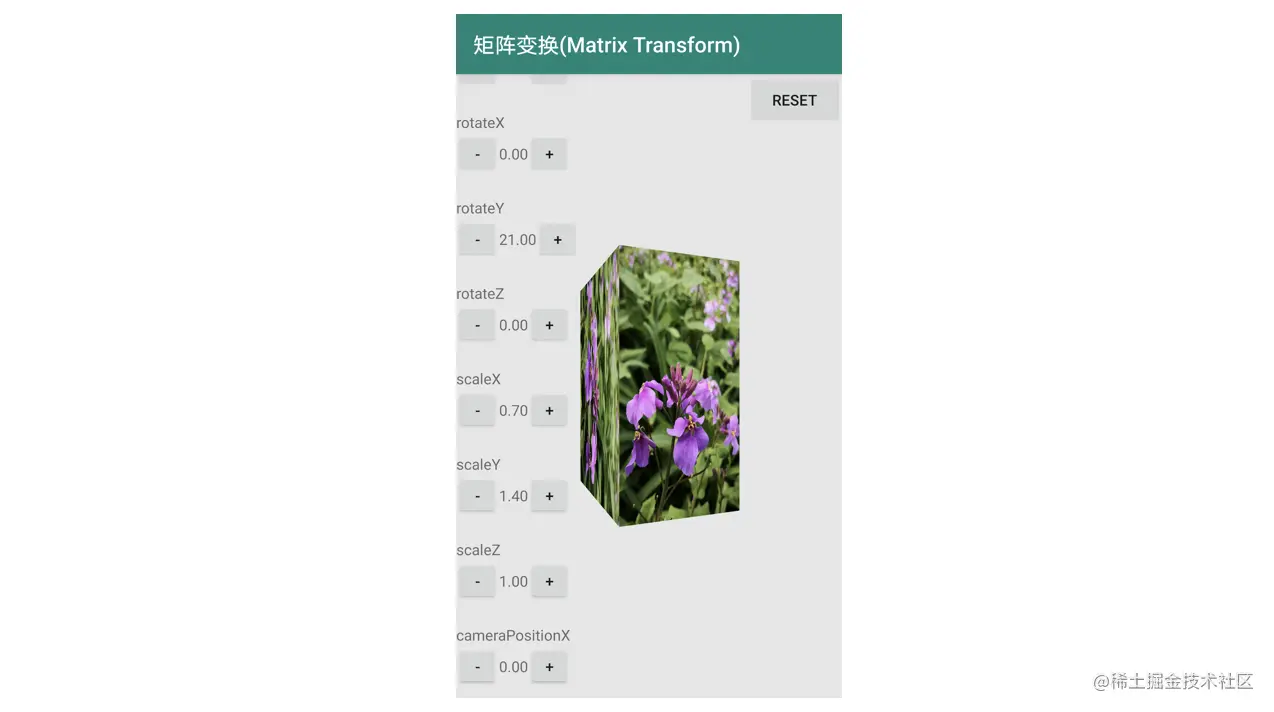 矩阵变换(Matrix Transform)
RESET
rotateX
- 0.00 +
rotateY
- 21.00 +
rotateZ
- 0.00 +
scaleX
- 0.70 +
scaleY
- 1.40 +
scaleZ
- 1.00 +
cameraPositionX
- 0.00 +
@稀土掘金技术社区